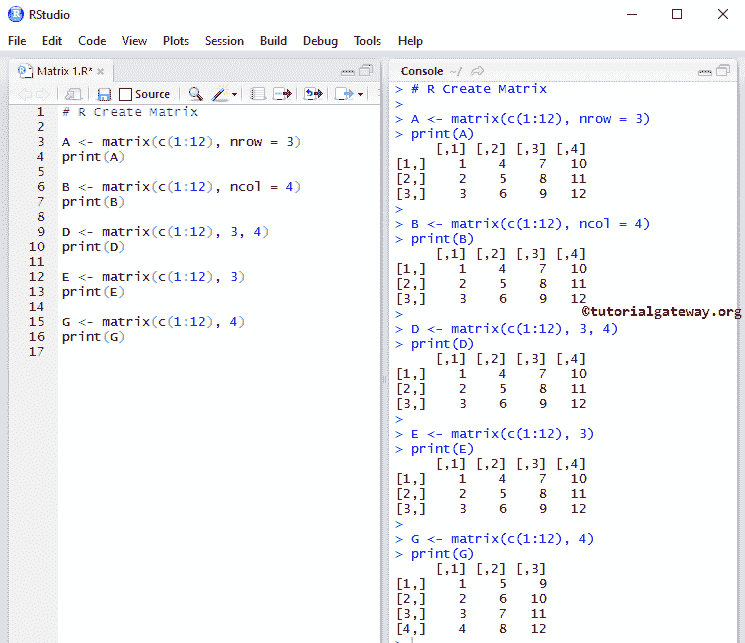 RStudio
File Edit Code View Plots Session Build Debug Tools Help
Matrix 1.R*
Source
1 # R Create Matrix
2
3 A <- matrix(c(1:12), nrow = 3)
4 print(A)
5
6 B <- matrix(c(1:12), ncol = 4)
7 print(B)
8
9 D <- matrix(c(1:12), 3, 4)
10 print(D)
11
12 E <- matrix(c(1:12), 3)
13 print(E)
14
15 G <- matrix(c(1:12), 4)
16 print(G)
17
Console ~/
> # R Create Matrix
>
> A <- matrix(c(1:12), nrow = 3)
> print(A)
     [,1] [,2] [,3] [,4]
[1,]    1    4    7   10
[2,]    2    5    8   11
[3,]    3    6    9   12
>
> B <- matrix(c(1:12), ncol = 4)
> print(B)
     [,1] [,2] [,3] [,4]
[1,]    1    4    7   10
[2,]    2    5    8   11
[3,]    3    6    9   12
©tutorialgateway.org
>
> D <- matrix(c(1:12), 3, 4)
> print(D)
     [,1] [,2] [,3] [,4]
[1,]    1    4    7   10
[2,]    2    5    8   11
[3,]    3    6    9   12
>
> E <- matrix(c(1:12), 3)
> print(E)
     [,1] [,2] [,3] [,4]
[1,]    1    4    7   10
[2,]    2    5    8   11
[3,]    3    6    9   12
>
> G <- matrix(c(1:12), 4)
> print(G)
     [,1] [,2] [,3]
[1,]    1    5    9
[2,]    2    6   10
[3,]    3    7   11
[4,]    4    8   12
>